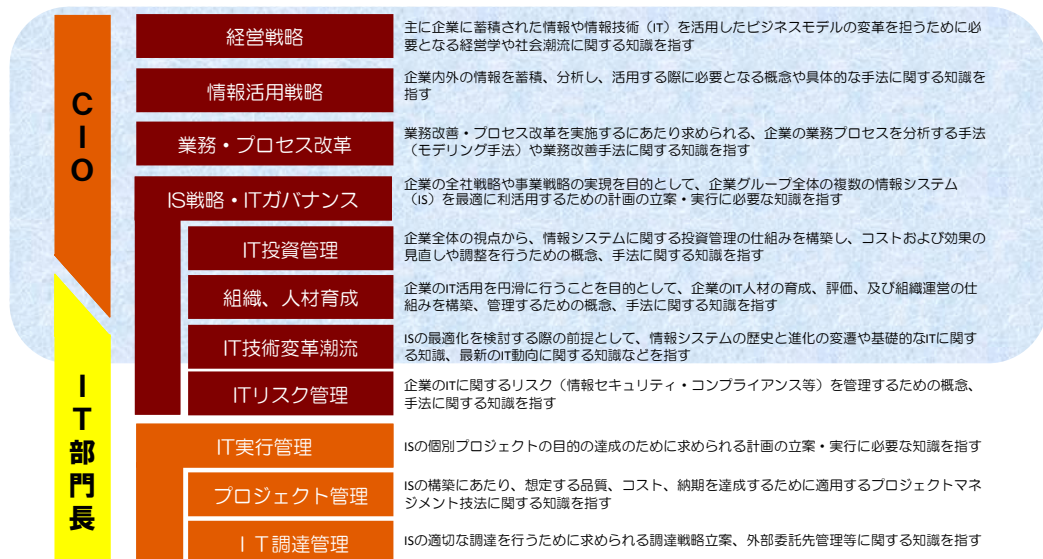 CIO
経営戦略
主に企業に蓄積された情報や情報技術（IT）を活用したビジネスモデルの変革を担うために必
要となる経営学や社会潮流に関する知識を指す
情報活用戦略
企業内外の情報を蓄積、分析し、活用する際に必要となる概念や具体的な手法に関する知識を
指す
業務・プロセス改革
業務改善・プロセス改革を実施するにあたり求められる、企業の業務プロセスを分析する手法
（モデリング手法）や業務改善手法に関する知識を指す
IS戦略・ITガバナンス
企業の全社戦略や事業戦略の実現を目的として、企業グループ全体の複数の情報システム
（IS）を最適に利活用するための計画の立案・実行に必要な知識を指す
IT投資管理
企業全体の視点から、情報システムに関する投資管理の仕組みを構築し、コストおよび効果の
見直しや調整を行うための概念、手法に関する知識を指す
組織、人材育成
企業のIT活用を円滑に行うことを目的として、企業のIT人材の育成、評価、及び組織運営の仕
組みを構築、管理するための概念、手法に関する知識を指す
IT技術変革潮流
ISの最適化を検討する際の前提として、情報システムの歴史と進化の変遷や基礎的なITに関す
る知識、最新のIT動向に関する知識などを指す
IT部門長
ITリスク管理
企業のITに関するリスク（情報セキュリティ・コンプライアンス等）を管理するための概念、
手法に関する知識を指す
IT実行管理
ISの個別プロジェクトの目的の達成のために求められる計画の立案・実行に必要な知識を指す
プロジェクト管理
ISの構築にあたり、想定する品質、コスト、納期を達成するために適用するプロジェクトマネ
ジメント技法に関する知識を指す
ＩＴ調達管理
ISの適切な調達を行うために求められる調達戦略立案、外部委託先管理等に関する知識を指す